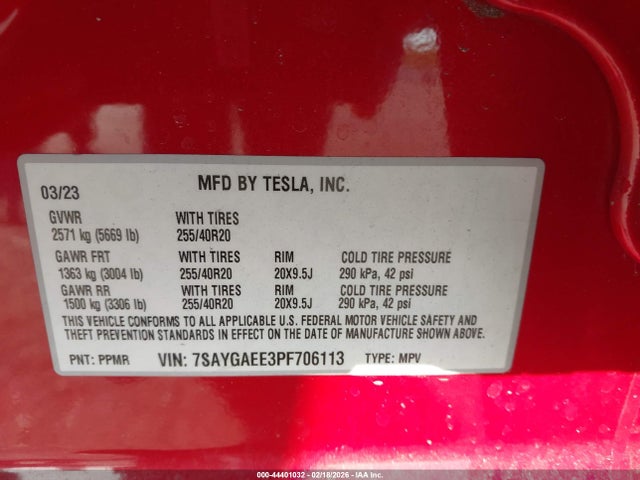 MFD BY TESLA, INC.
03/23
GVWR WITH TIRES
2571 kg (5669 lb) 255/40R20
GAWR FRT WITH TIRES RIM COLD TIRE PRESSURE
1363 kg (3004 lb) 255/40R20 20X9.5J 290 kPa, 42 psi
GAWR RR WITH TIRES RIM COLD TIRE PRESSURE
1500 kg (3306 lb) 255/40R20 20X9.5J 290 kPa, 42 psi
THIS VEHICLE CONFORMS TO ALL APPLICABLE U.S. FEDERAL MOTOR VEHICLE SAFETY AND
THEFT PREVENTION STANDARDS IN EFFECT ON THE DATE OF MANUFACTURE SHOWN ABOVE.
PNT: PPMR VIN: 7SAYGAEE3PF706113 TYPE: MPV
000-44401032 - 02/18/2026 - IAA Inc.